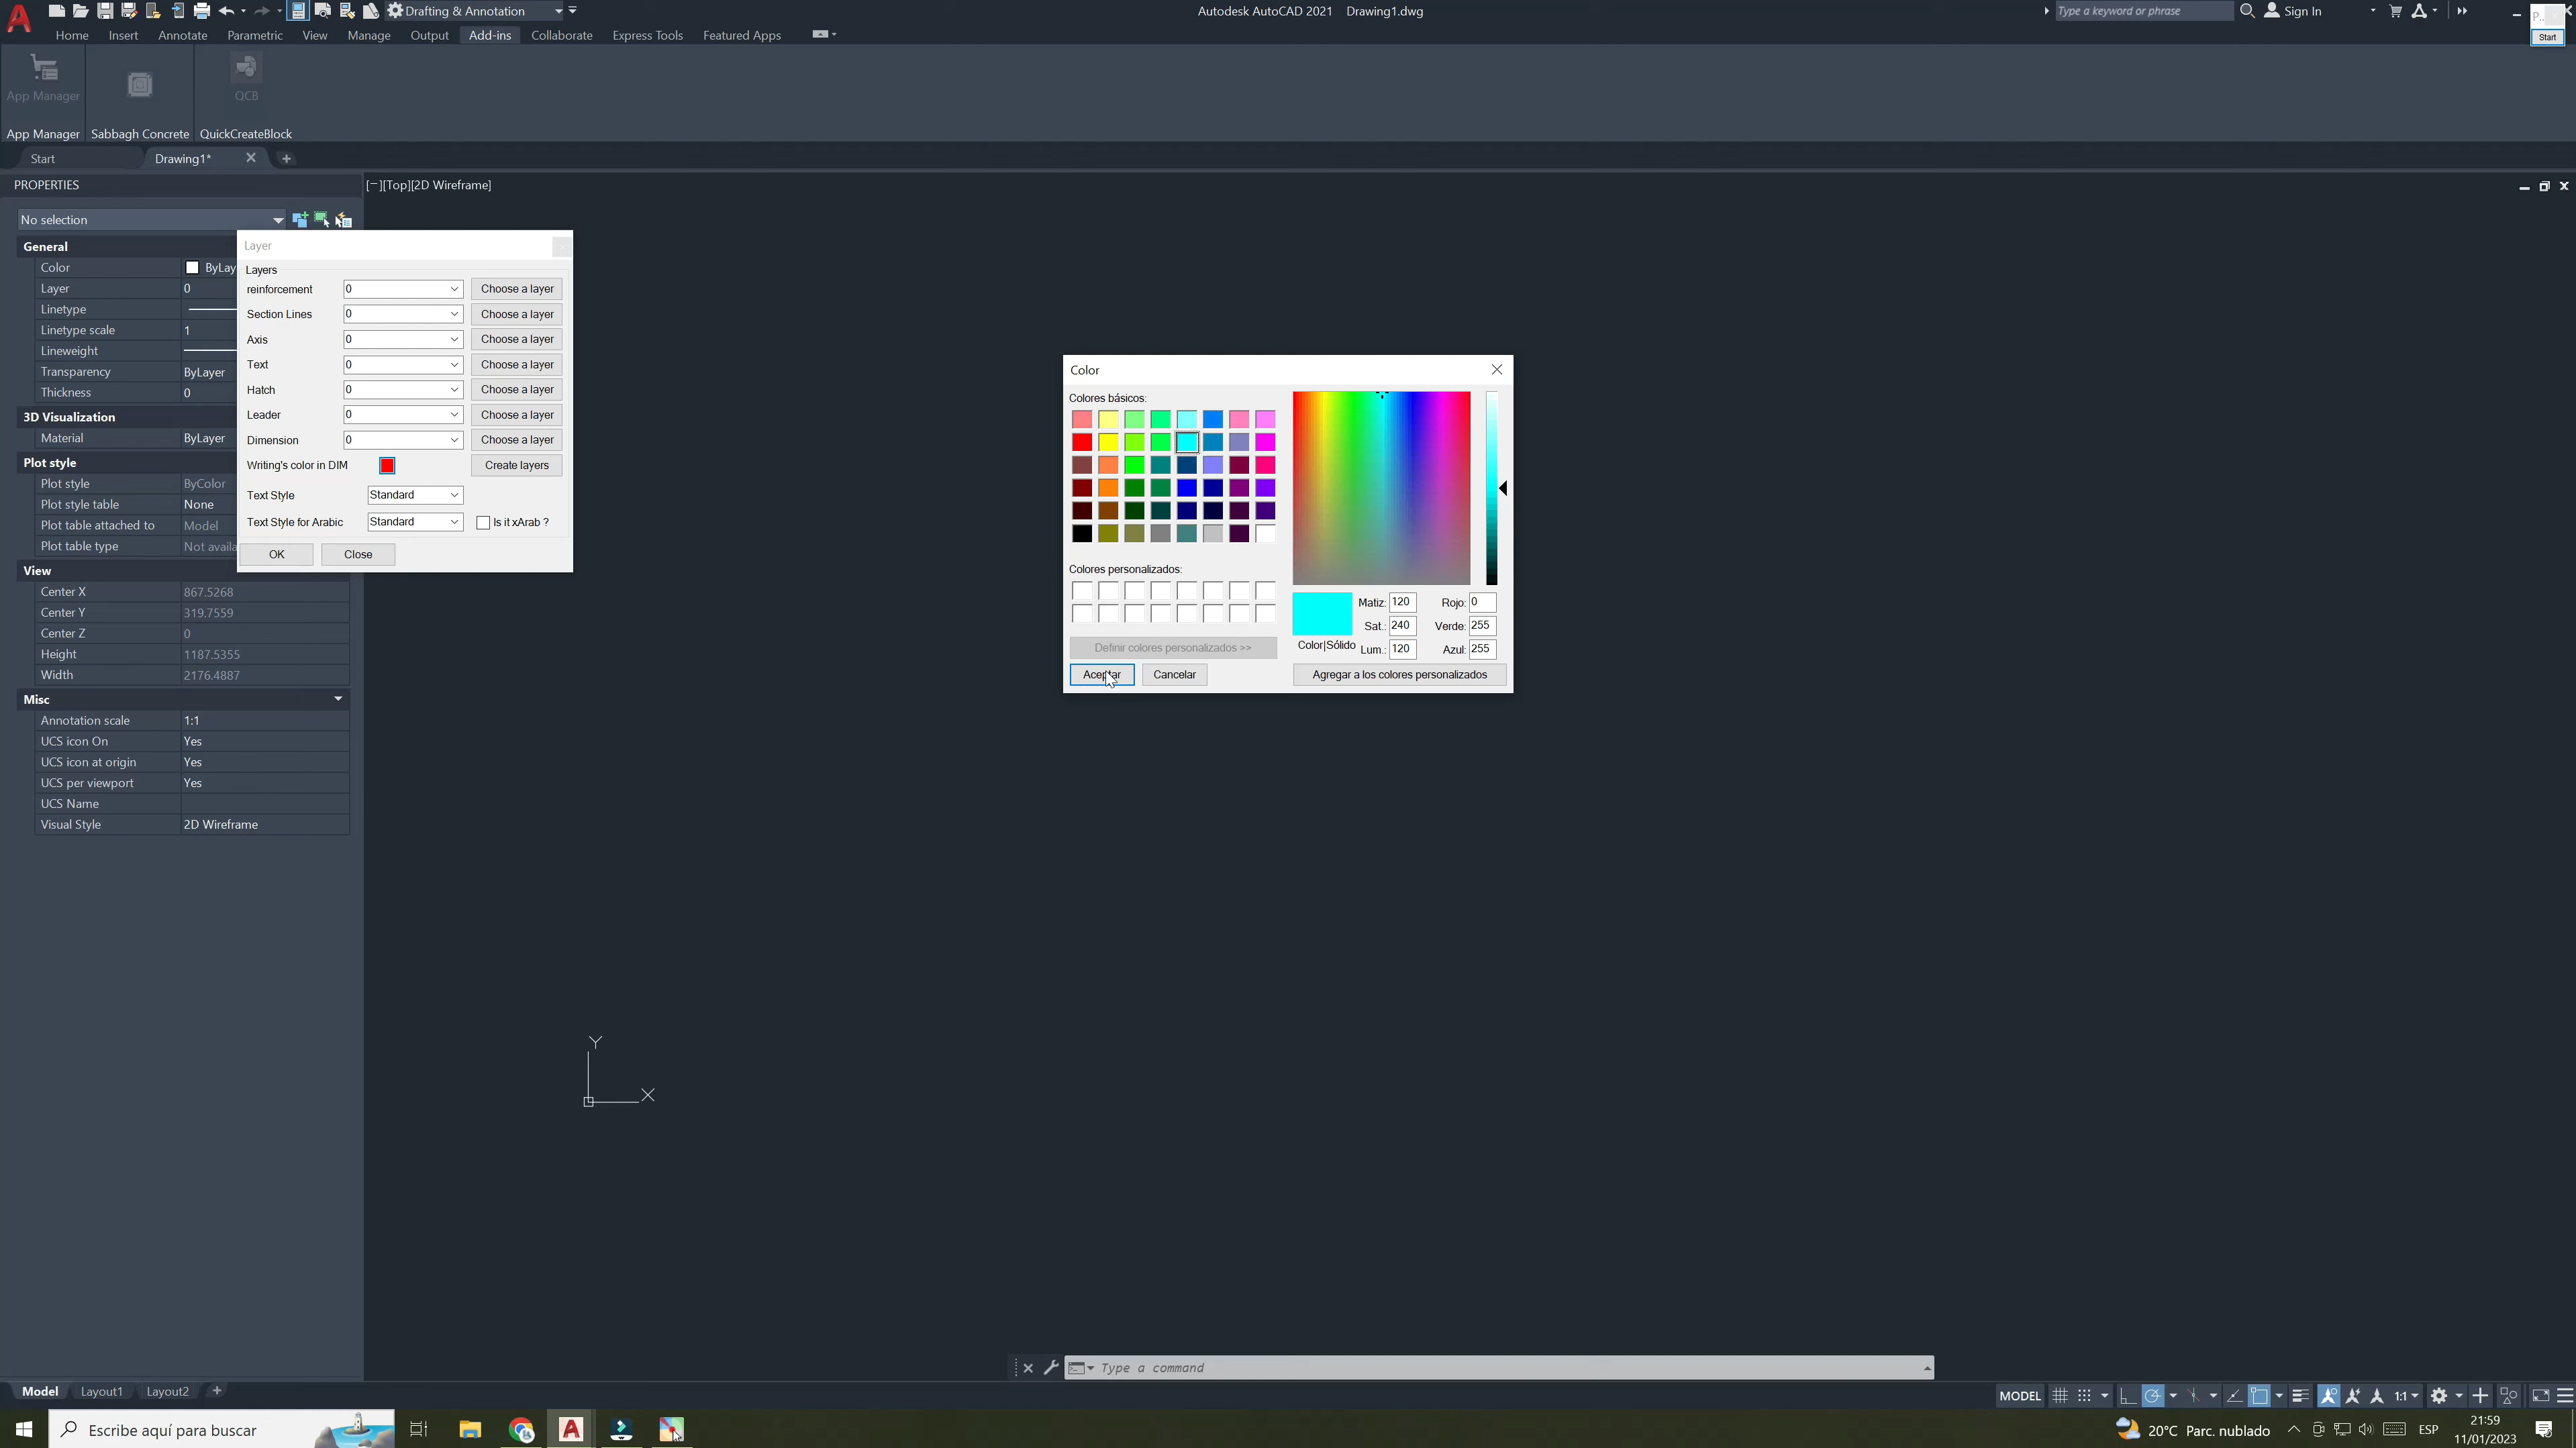 Drafting & Annotation
Autodesk AutoCAD 2021 Drawing1.dwg
Type a keyword or phrase
Sign In
P...
Start
Home Insert Annotate Parametric View Manage Output Add-ins Collaborate Express Tools Featured Apps
App Manager QCB
App Manager Sabbagh Concrete QuickCreateBlock
Start Drawing1*
PROPERTIES
[−][Top][2D Wireframe]
No selection
General
Color ByLay
Layer 0
Linetype
Linetype scale 1
Lineweight
Transparency ByLayer
Thickness 0
3D Visualization
Material ByLayer
Plot style
Plot style ByColor
Plot style table None
Plot table attached to Model
Plot table type Not availa
View
Center X 867.5268
Center Y 319.7559
Center Z 0
Height 1187.5355
Width 2176.4887
Misc
Annotation scale 1:1
UCS icon On Yes
UCS icon at origin Yes
UCS per viewport Yes
UCS Name
Visual Style 2D Wireframe
Layer
Layers
reinforcement 0 Choose a layer
Section Lines 0 Choose a layer
Axis 0 Choose a layer
Text 0 Choose a layer
Hatch 0 Choose a layer
Leader 0 Choose a layer
Dimension 0 Choose a layer
Writing's color in DIM Create layers
Text Style Standard
Text Style for Arabic Standard Is it xArab ?
OK Close
Color
Colores básicos:
Colores personalizados:
Definir colores personalizados >>
Aceptar Cancelar
Color|Sólido
Matiz: 120 Rojo: 0
Sat.: 240 Verde: 255
Lum.: 120 Azul: 255
Agregar a los colores personalizados
Y
X
Type a command
Model Layout1 Layout2
MODEL 1:1
Escribe aquí para buscar
20°C Parc. nublado
ESP
21:59
11/01/2023